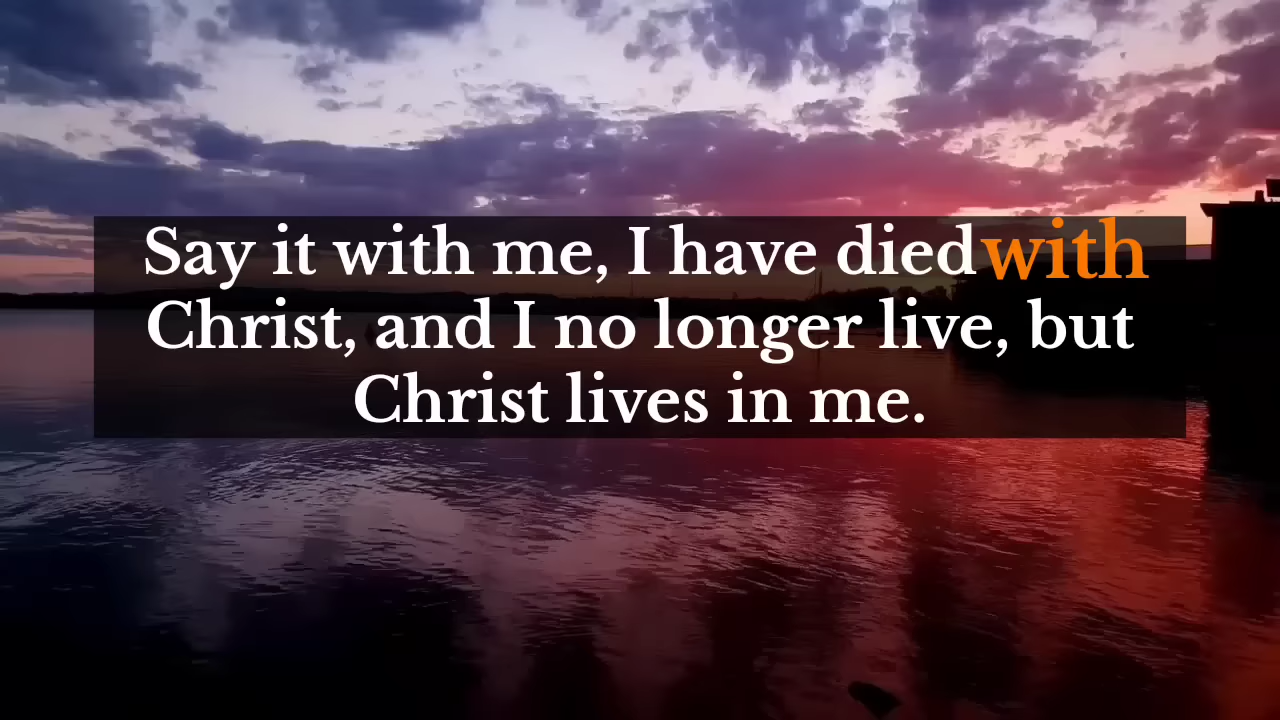 Say it with me, I have died with
Christ, and I no longer live, but
Christ lives in me.